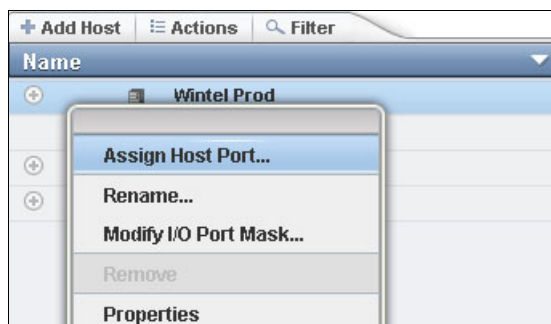 Add Host Actions Filter
Name
Wintel Prod
Assign Host Port...
Rename...
Modify I/O Port Mask...
Remove
Properties